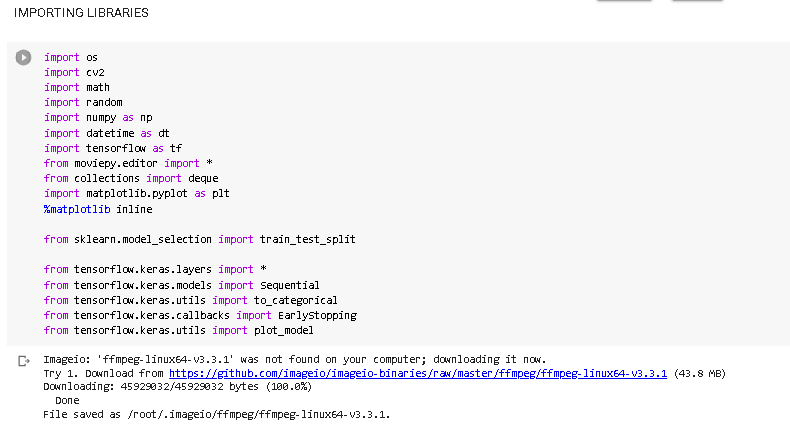 IMPORTING LIBRARIES
import os
import cv2
import math
import random
import numpy as np
import datetime as dt
import tensorflow as tf
from moviepy.editor import *
from collections import deque
import matplotlib.pyplot as plt
%matplotlib inline
from sklearn.model_selection import train_test_split
from tensorflow.keras.layers import *
from tensorflow.keras.models import Sequential
from tensorflow.keras.utils import to_categorical
from tensorflow.keras.callbacks import EarlyStopping
from tensorflow.keras.utils import plot_model
Imageio: 'ffmpeg-linux64-v3.3.1' was not found on your computer; downloading it now.
Try 1. Download from https://github.com/imageio/imageio-binaries/raw/master/ffmpeg/ffmpeg-linux64-v3.3.1 (43.8 MB)
Downloading: 45929032/45929032 bytes (100.0%)
Done
File saved as /root/.imageio/ffmpeg/ffmpeg-linux64-v3.3.1.